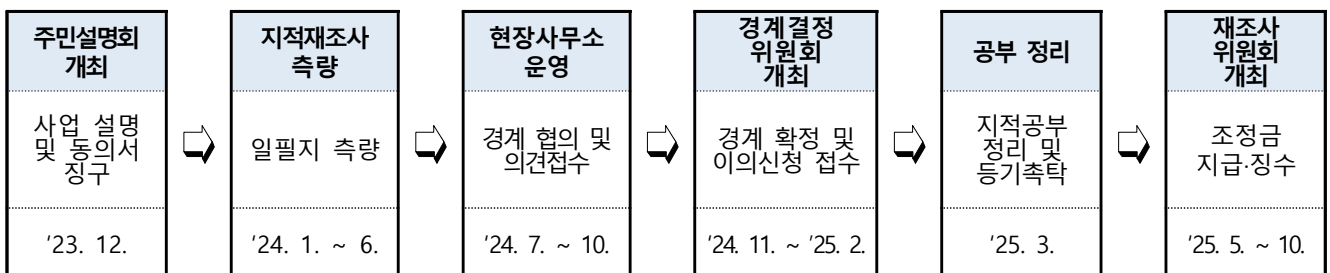 주민설명회
개최
사업 설명
및 동의서
징구
'23. 12.
지적재조사
측량
일필지 측량
'24. 1. ~ 6.
현장사무소
운영
경계 협의 및
의견접수
'24. 7. ~ 10.
경계결정
위원회
개최
경계 확정 및
이의신청 접수
'24. 11. ~ '25. 2.
공부 정리
지적공부
정리 및
등기촉탁
'25. 3.
재조사
위원회
개최
조정금
지급·징수
'25. 5. ~ 10.